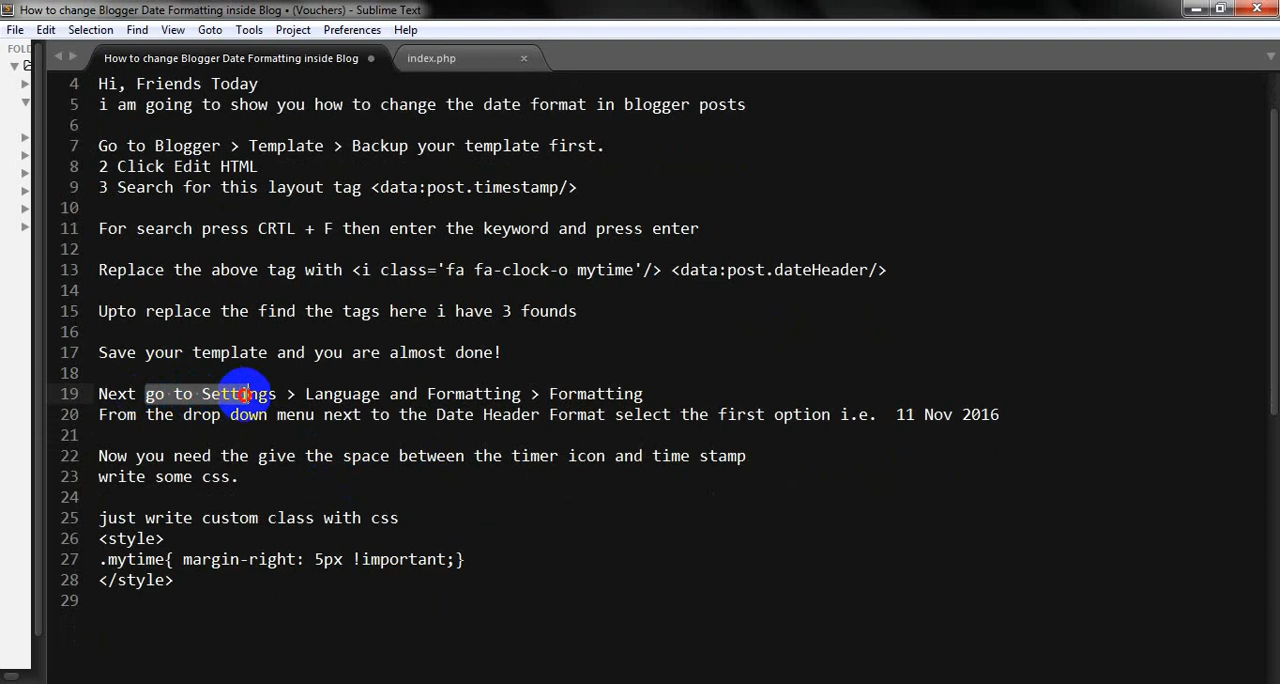 How to change Blogger Date Formatting inside Blog • (Vouchers) - Sublime Text
File Edit Selection Find View Goto Tools Project Preferences Help
FOL
How to change Blogger Date Formatting inside Blog
index.php
4 Hi, Friends Today
5 i am going to show you how to change the date format in blogger posts
6
7 Go to Blogger > Template > Backup your template first.
8 2 Click Edit HTML
9 3 Search for this layout tag <data:post.timestamp/>
10
11 For search press CRTL + F then enter the keyword and press enter
12
13 Replace the above tag with <i class='fa fa-clock-o mytime'/> <data:post.dateHeader/>
14
15 Upto replace the find the tags here i have 3 founds
16
17 Save your template and you are almost done!
18
19 Next go to Settings > Language and Formatting > Formatting
20 From the drop down menu next to the Date Header Format select the first option i.e.  11 Nov 2016
21
22 Now you need the give the space between the timer icon and time stamp
23 write some css.
24
25 just write custom class with css
26 <style>
27 .mytime{ margin-right: 5px !important;}
28 </style>
29